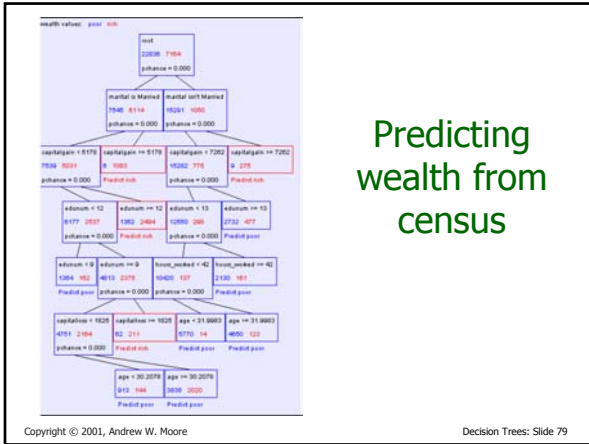 wealth values: poor rich
root
22836 7164
pchance = 0.000
marital is Married marital isn't Married
7545 6114 15291 1050
pchance = 0.000 pchance = 0.000
capitalgain < 5178 capitalgain >= 5178 capitalgain < 7262 capitalgain >= 7262
7539 5031 6 1083 15282 775 9 275
pchance = 0.000 Predict rich pchance = 0.000 Predict rich
edunum < 12 edunum >= 12 edunum < 13 edunum >= 13
6177 2537 1362 2494 12550 298 2732 477
pchance = 0.000 Predict rich pchance = 0.000 Predict poor
edunum < 9 edunum >= 9 hours_worked < 42 hours_worked >= 42
1364 162 4813 2375 10420 137 2130 161
Predict poor pchance = 0.000 pchance = 0.000 Predict poor
capitalloss < 1825 capitalloss >= 1825 age < 31.9983 age >= 31.9983
4751 2164 62 211 5770 14 4650 123
pchance = 0.000 Predict rich Predict poor Predict poor
age < 30.2078 age >= 30.2078
913 144 3838 2020
Predict poor Predict poor
Predicting
wealth from
census
Copyright © 2001, Andrew W. Moore
Decision Trees: Slide 79